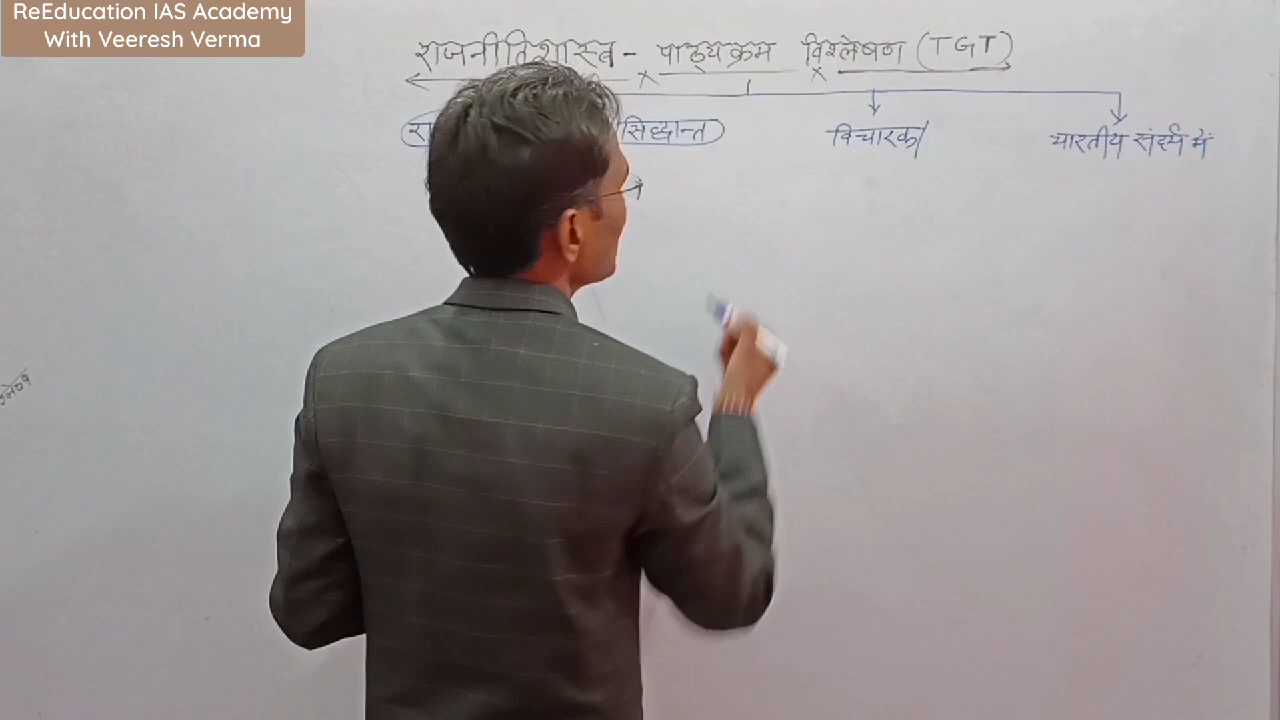 ReEducation IAS Academy
With Veeresh Verma
राजनीतिशास्त्र - पाठ्यक्रम विश्लेषण (TGT)
सिद्धान्त विचारक भारतीय संदर्भ में